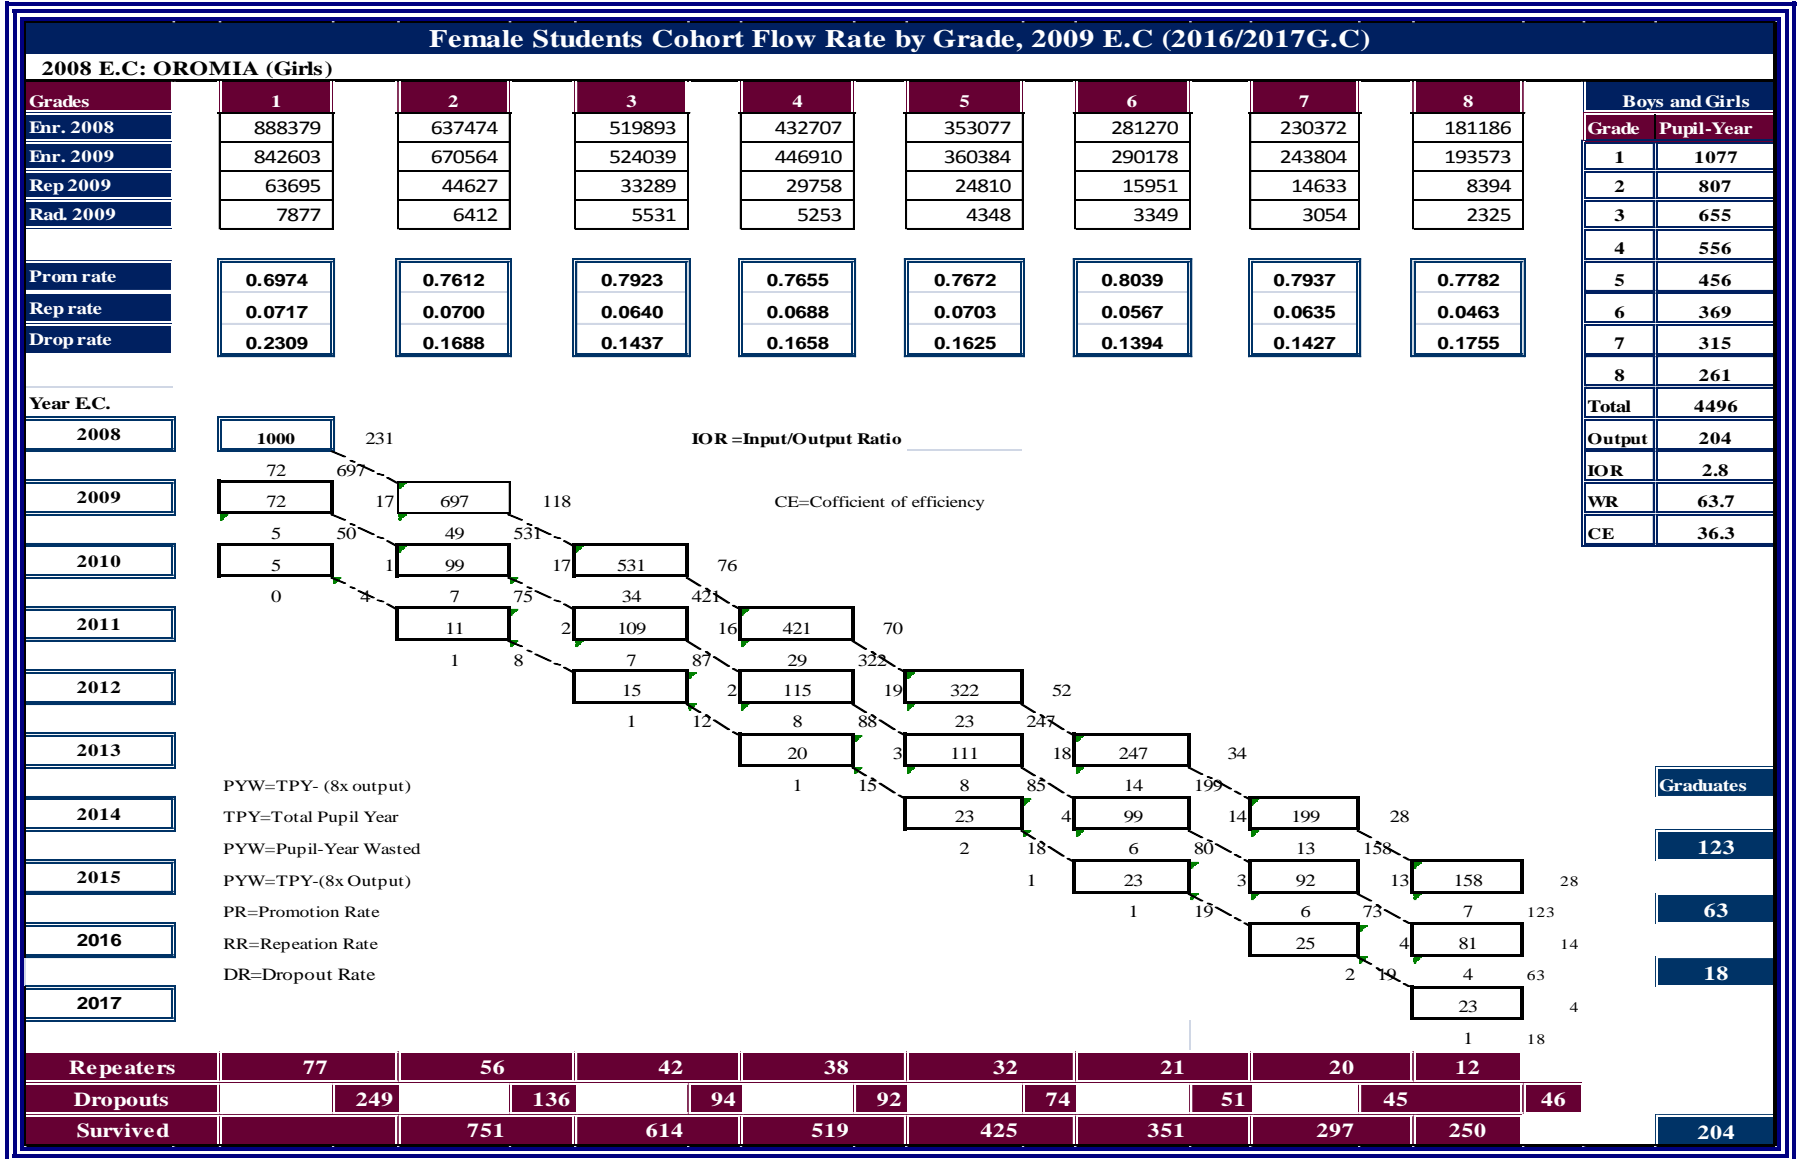 Female Students Cohort Flow Rate by Grade, 2009 E.C (2016/2017G.C)
2008 E.C: OROMIA (Girls)
Grades 1 2 3 4 5 6 7 8 Boys and Girls
Enr. 2008 888379 637474 519893 432707 353077 281270 230372 181186 Grade Pupil-Year
Enr. 2009 842603 670564 524039 446910 360384 290178 243804 193573 1 1077
Rep 2009 63695 44627 33289 29758 24810 15951 14633 8394 2 807
Rad. 2009 7877 6412 5531 5253 4348 3349 3054 2325 3 655
4 556
Prom rate 0.6974 0.7612 0.7923 0.7655 0.7672 0.8039 0.7937 0.7782 5 456
Rep rate 0.0717 0.0700 0.0640 0.0688 0.0703 0.0567 0.0635 0.0463 6 369
Drop rate 0.2309 0.1688 0.1437 0.1658 0.1625 0.1394 0.1427 0.1755 7 315
8 261
Year E.C. Total 4496
2008 1000 231 IOR =Input/Output Ratio Output 204
72 697 IOR 2.8
2009 72 17 697 118 CE=Cofficient of efficiency WR 63.7
5 50 49 531 CE 36.3
2010 5 1 99 17 531 76
0 4 7 75 34 421
2011 11 2 109 16 421 70
1 8 7 87 29 322
2012 15 2 115 19 322 52
1 12 8 88 23 247
2013 20 3 111 18 247 34
PYW=TPY- (8x output) 1 15 8 85 14 199 Graduates
2014 TPY=Total Pupil Year 23 4 99 14 199 28
PYW=Pupil-Year Wasted 2 18 6 80 13 158 123
2015 PYW=TPY-(8x Output) 1 23 3 92 13 158 28
PR=Promotion Rate 1 19 6 73 7 123 63
2016 RR=Repeation Rate 25 4 81 14
DR=Dropout Rate 2 19 4 63 18
2017 23 4
1 18
Repeaters 77 56 42 38 32 21 20 12
Dropouts 249 136 94 92 74 51 45 46
Survived 751 614 519 425 351 297 250 204